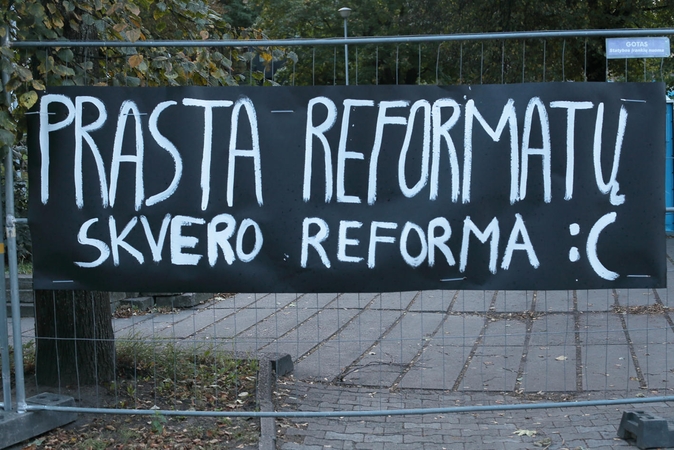 GOTAS
PRASTA REFORMATŲ
SKVERO REFORMA :C